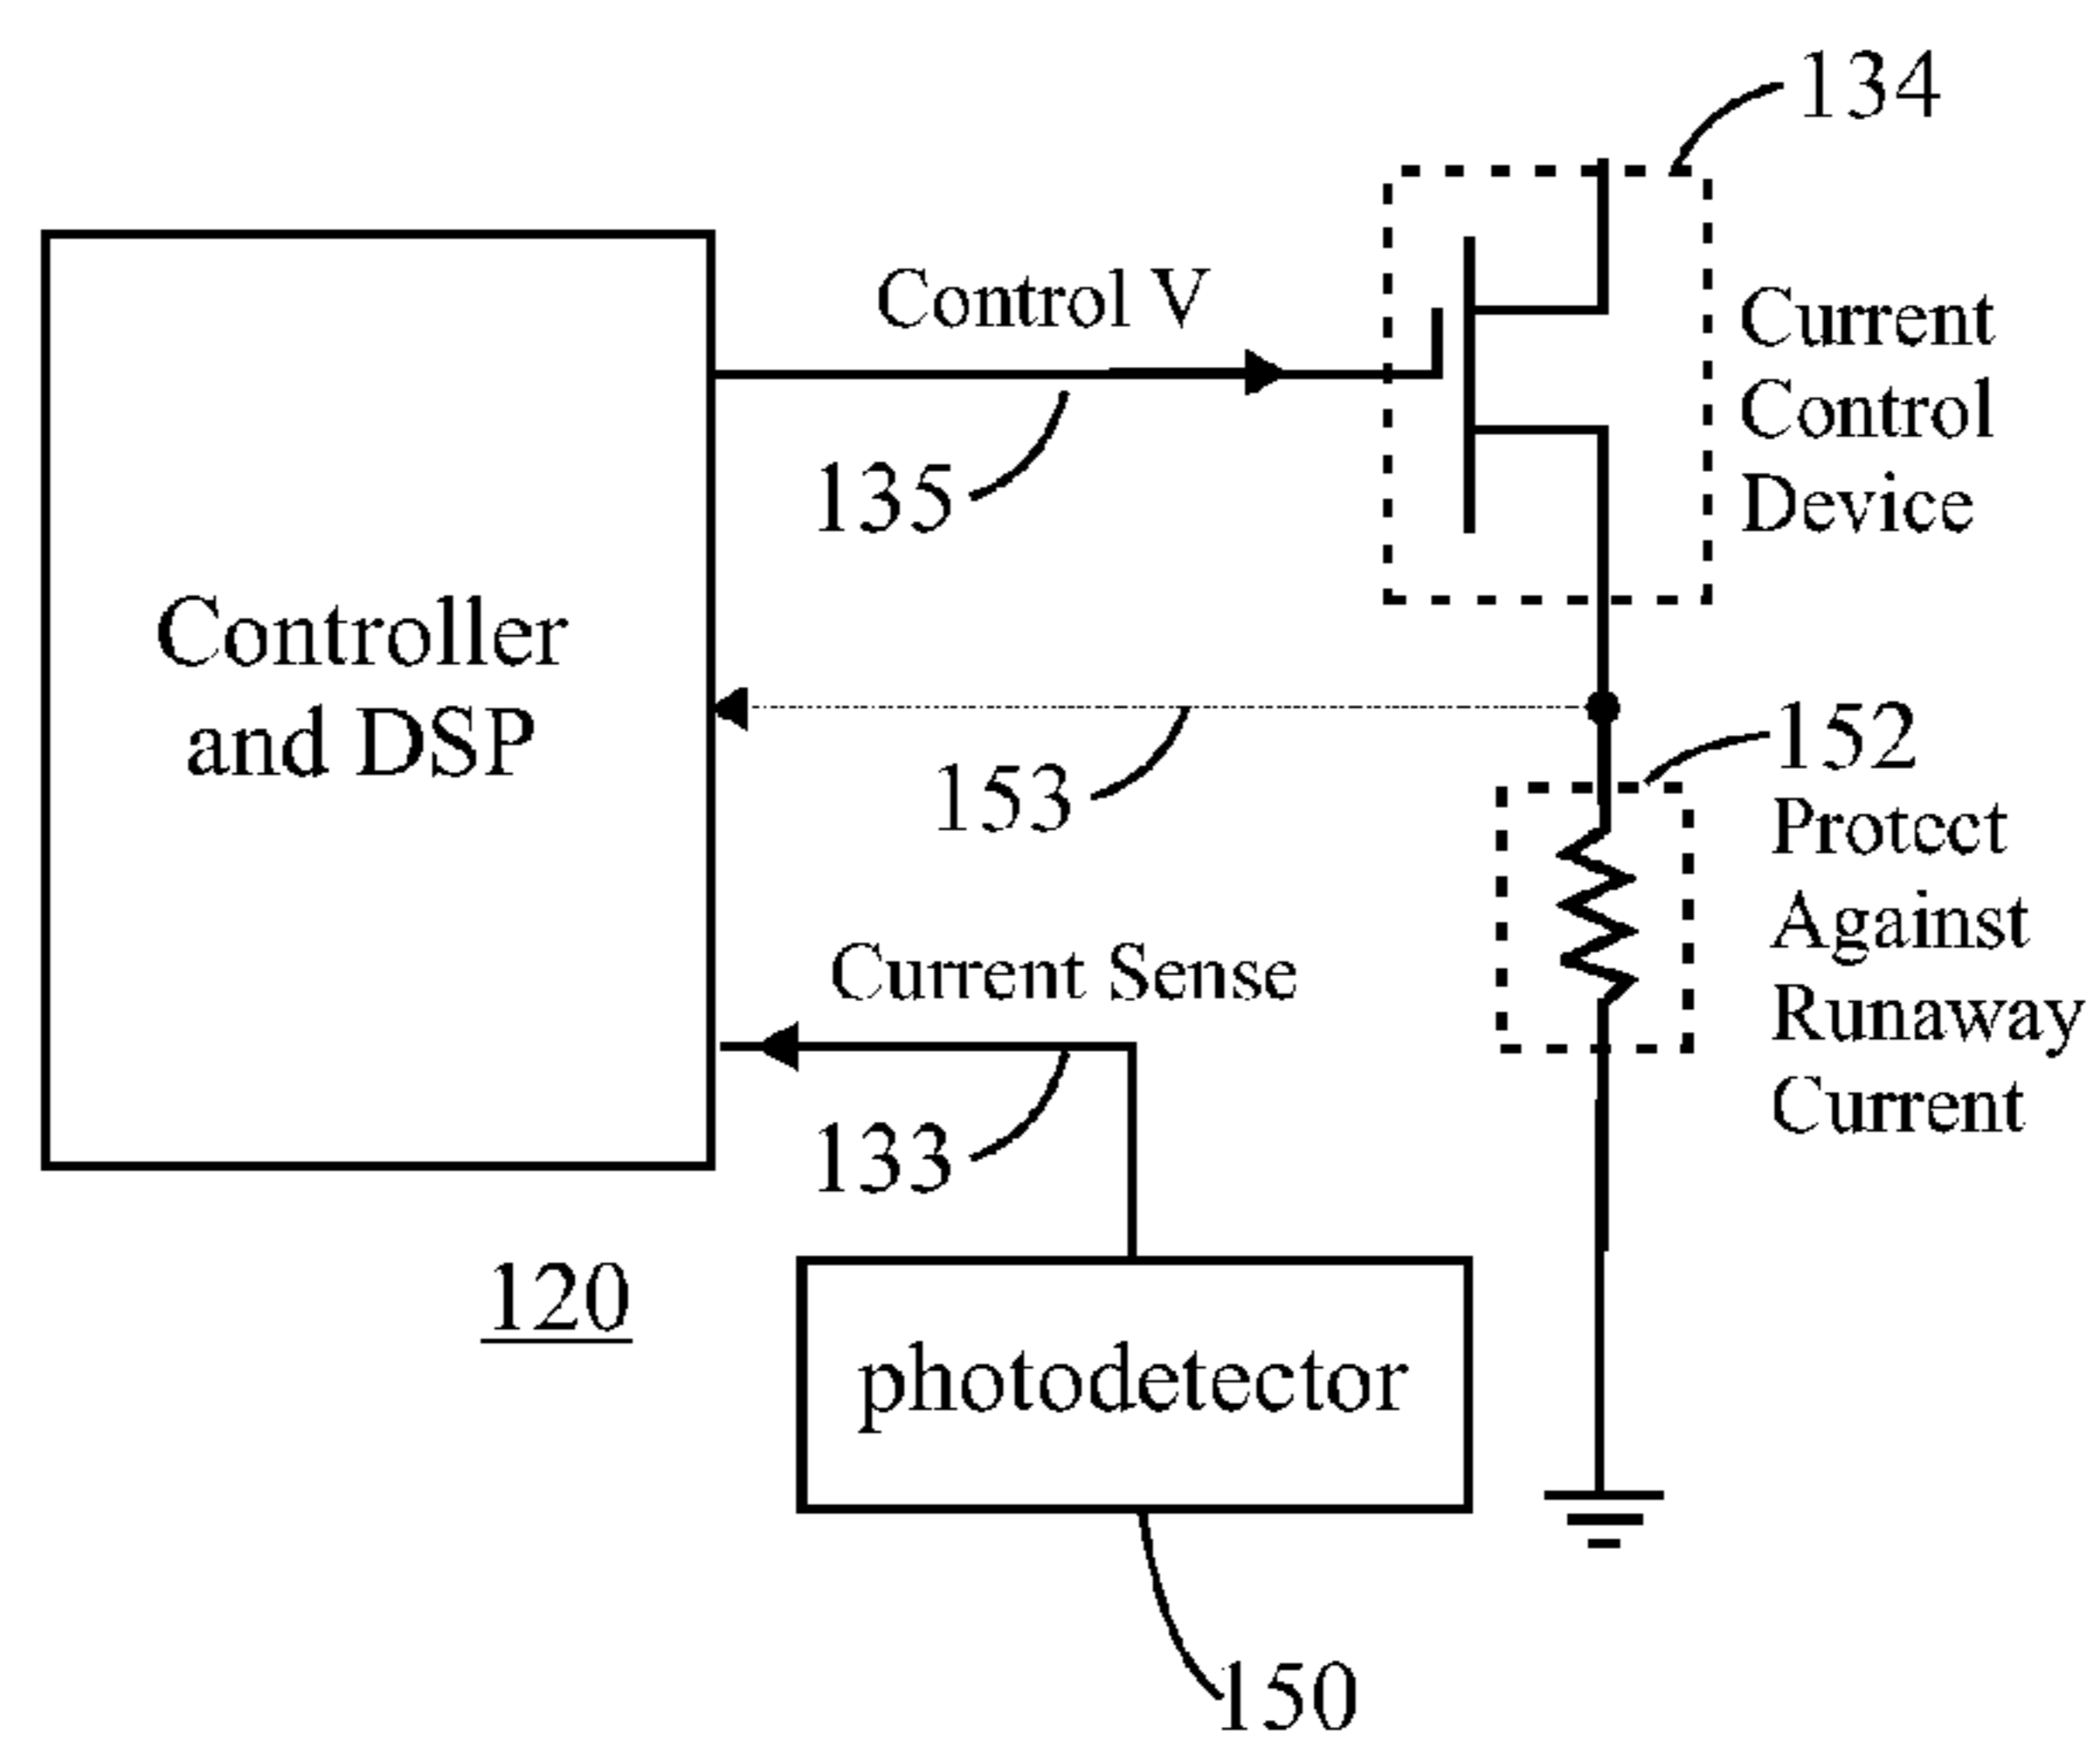 134
Control V
Current
Control
Device
135
Controller
and DSP
153
152
Protect
Against
Runaway
Current
Current Sense
133
120
photodetector
150